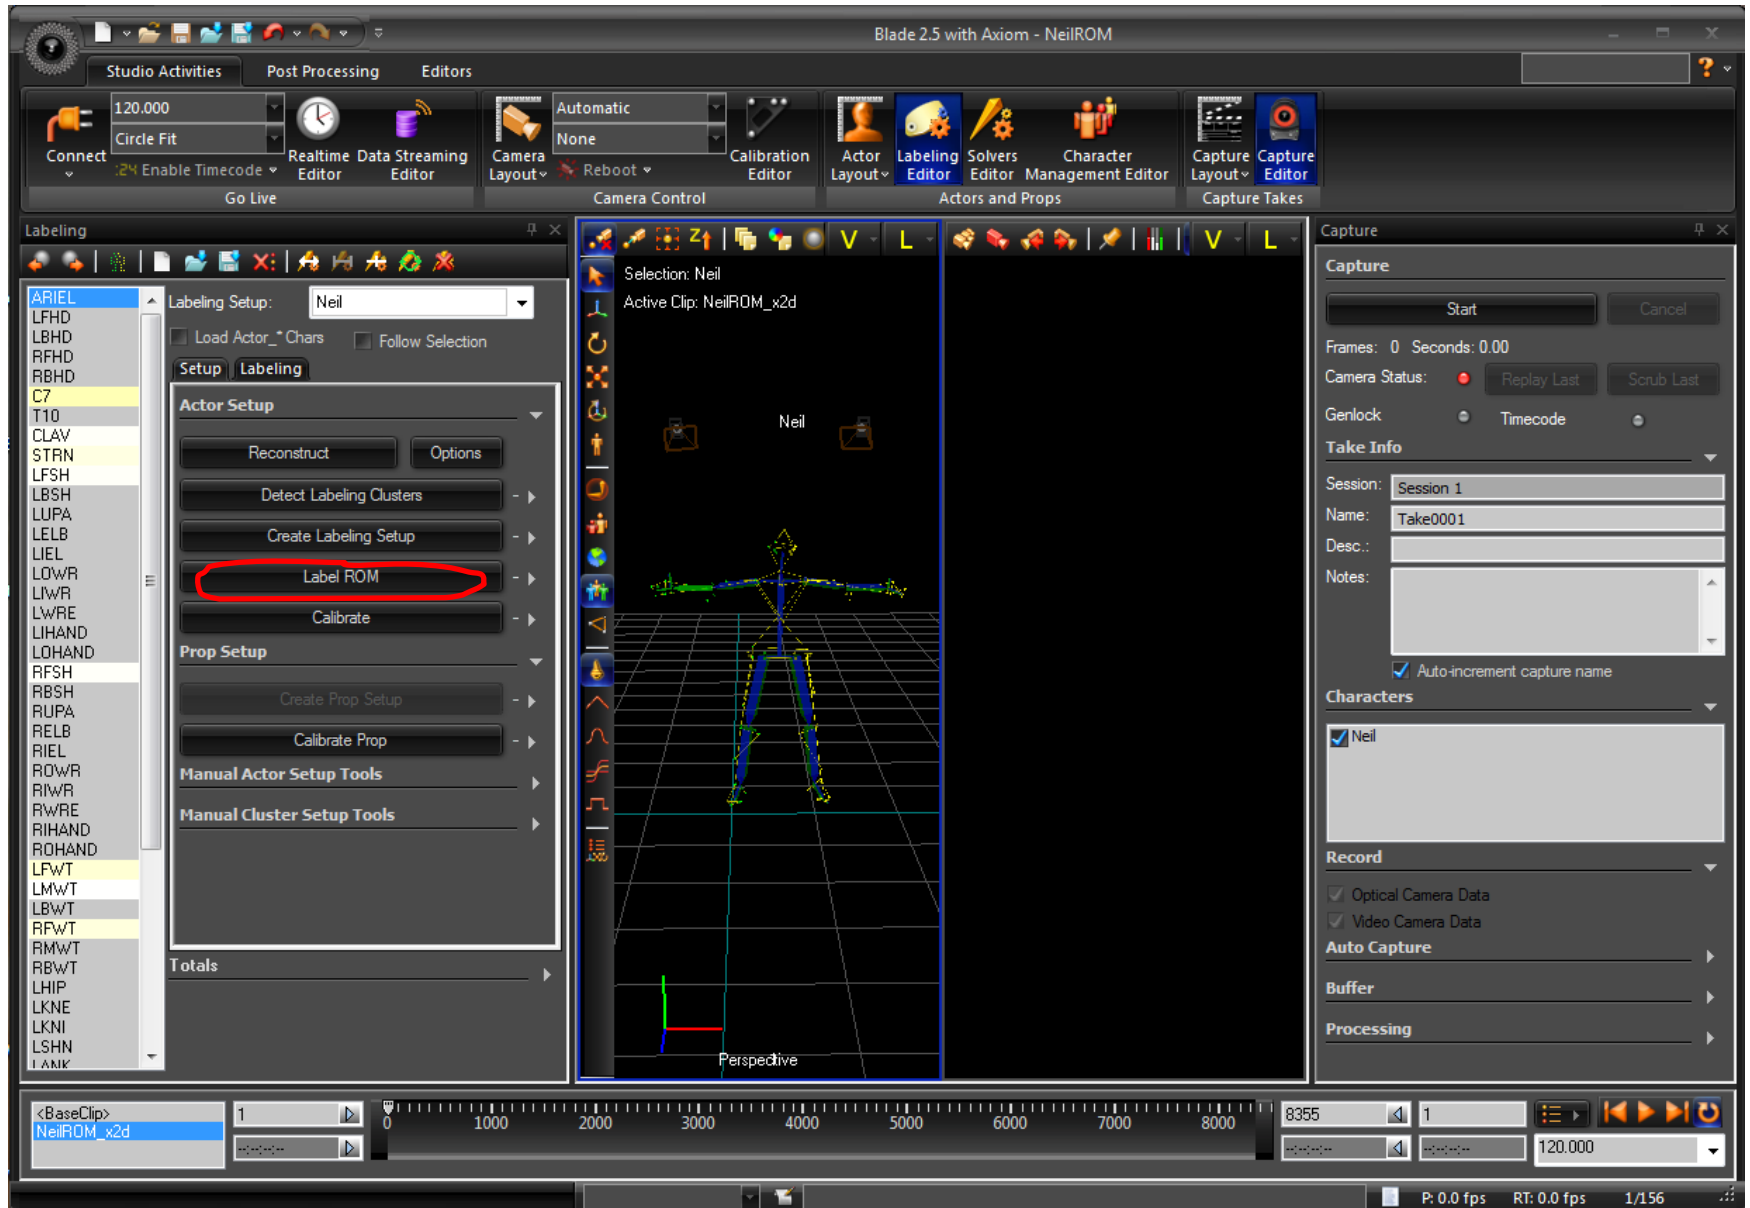 Blade 2.5 with Axiom - NeilROM
Studio Activities Post Processing Editors
120.000
Circle Fit
Connect
:24 Enable Timecode
Realtime Editor
Data Streaming Editor
Go Live
Camera Layout
Automatic
None
Reboot
Calibration Editor
Camera Control
Actor Layout
Labeling Editor
Solvers Editor
Character Management Editor
Actors and Props
Capture Layout
Capture Editor
Capture Takes
Labeling
ARIEL
LFHD
LBHD
RFHD
RBHD
C7
T10
CLAV
STRN
LFSH
LBSH
LUPA
LELB
LIEL
LOWR
LIWR
LWRE
LIHAND
LOHAND
RFSH
RBSH
RUPA
RELB
RIEL
ROWR
RIWR
RWRE
RIHAND
ROHAND
LFWT
LMWT
LBWT
RFWT
RMWT
RBWT
LHIP
LKNE
LKNI
LSHN
LANK
Labeling Setup: Neil
Load Actor_* Chars Follow Selection
Setup Labeling
Actor Setup
Reconstruct Options
Detect Labeling Clusters
Create Labeling Setup
Label ROM
Calibrate
Prop Setup
Create Prop Setup
Calibrate Prop
Manual Actor Setup Tools
Manual Cluster Setup Tools
Totals
Z V L V L
Selection: Neil
Active Clip: NeilROM_x2d
Neil
Perspective
Capture
Capture
Start Cancel
Frames: 0 Seconds: 0.00
Camera Status: Replay Last Scrub Last
Genlock Timecode
Take Info
Session: Session 1
Name: Take0001
Desc.:
Notes:
Auto-increment capture name
Characters
Neil
Record
Optical Camera Data
Video Camera Data
Auto Capture
Buffer
Processing
<BaseClip>
NeilROM_x2d
1
--:--:--:--
0 1000 2000 3000 4000 5000 6000 7000 8000
8355 1
--:--:--:-- --:--:--:-- 120.000
P: 0.0 fps RT: 0.0 fps 1/156